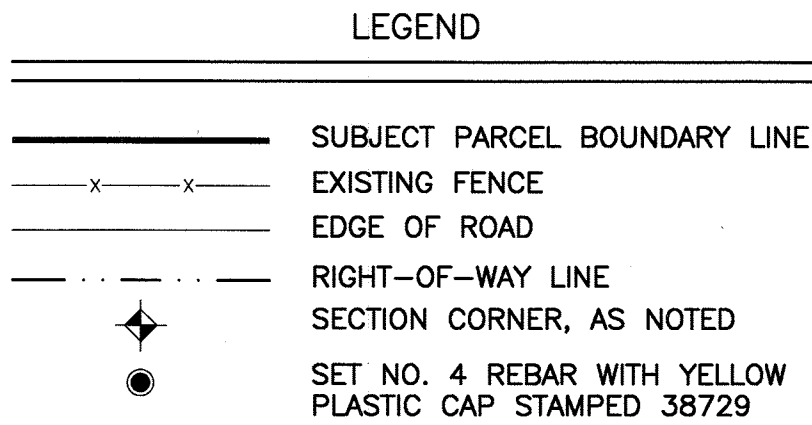 LEGEND
SUBJECT PARCEL BOUNDARY LINE
EXISTING FENCE
EDGE OF ROAD
RIGHT-OF-WAY LINE
SECTION CORNER, AS NOTED
SET NO. 4 REBAR WITH YELLOW
PLASTIC CAP STAMPED 38729